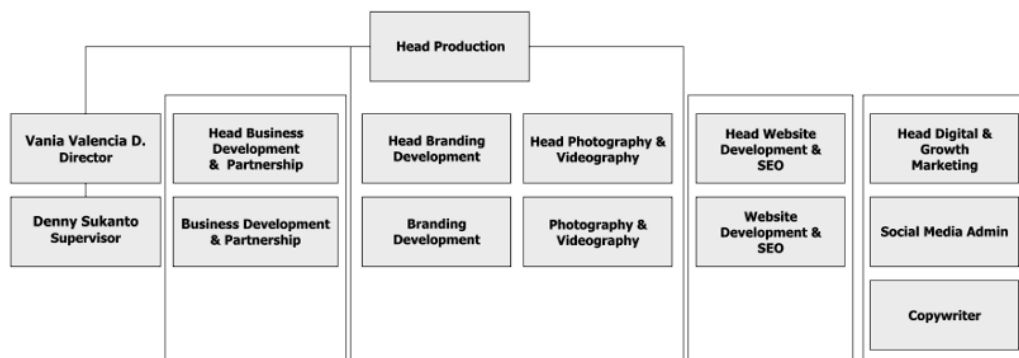 Head Production
Vania Valencia D.
Director
Head Business
Development
& Partnership
Head Branding
Development
Head Photography &
Videography
Head Website
Development &
SEO
Head Digital &
Growth
Marketing
Denny Sukanto
Supervisor
Business Development
& Partnership
Branding
Development
Photography &
Videography
Website
Development &
SEO
Social Media Admin
Copywriter